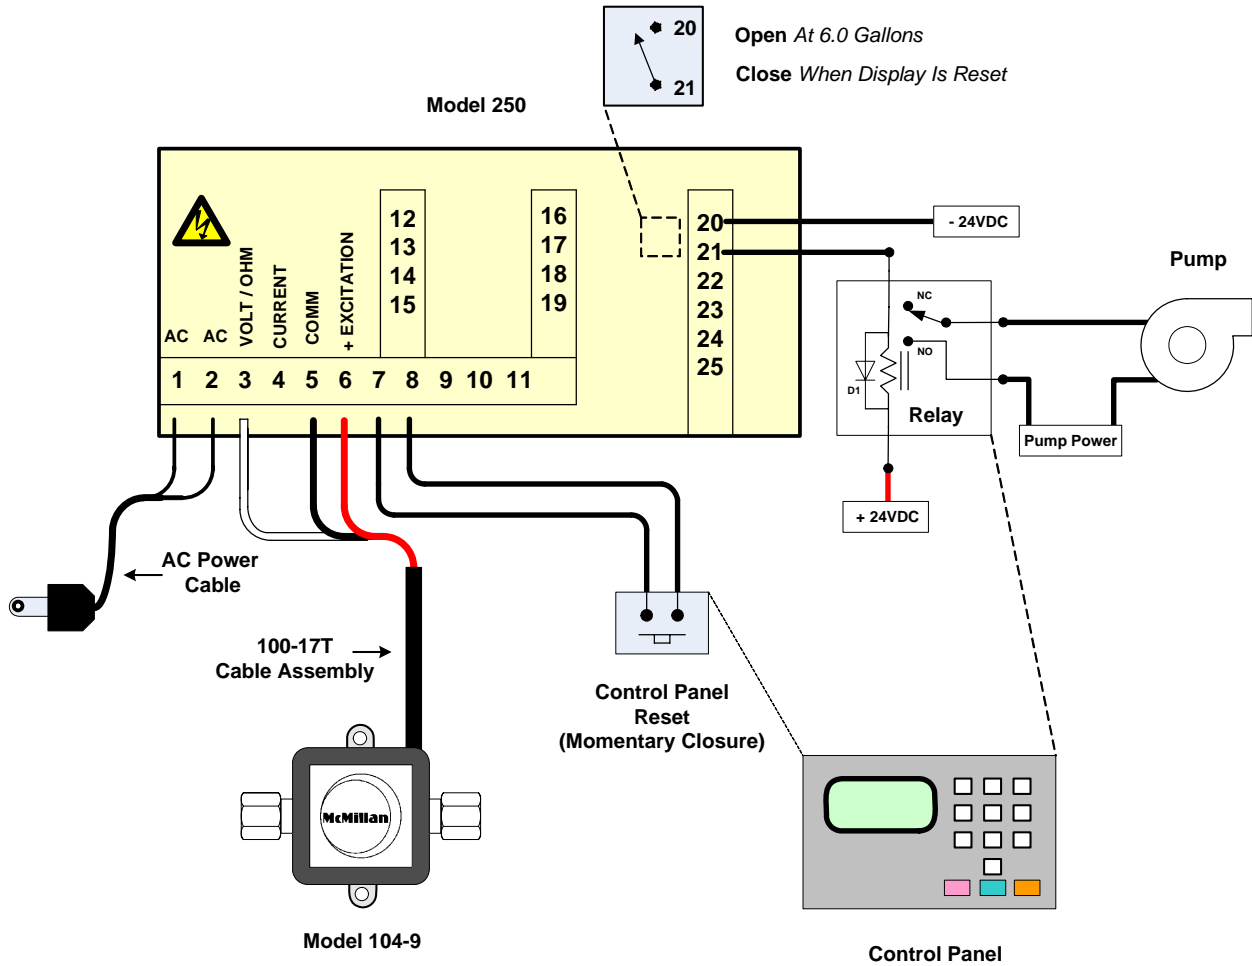 20
21
Open At 6.0 Gallons
Close When Display Is Reset
Model 250
AC
AC
VOLT / OHM
CURRENT
COMM
+ EXCITATION
12
13
14
15
16
17
18
19
20
21
22
23
24
25
1 2 3 4 5 6 7 8 9 10 11
- 24VDC
NC
NO
D1
Relay
+ 24VDC
Pump
Pump Power
AC Power
Cable
100-17T
Cable Assembly
Control Panel
Reset
(Momentary Closure)
McMillan
Model 104-9
Control Panel